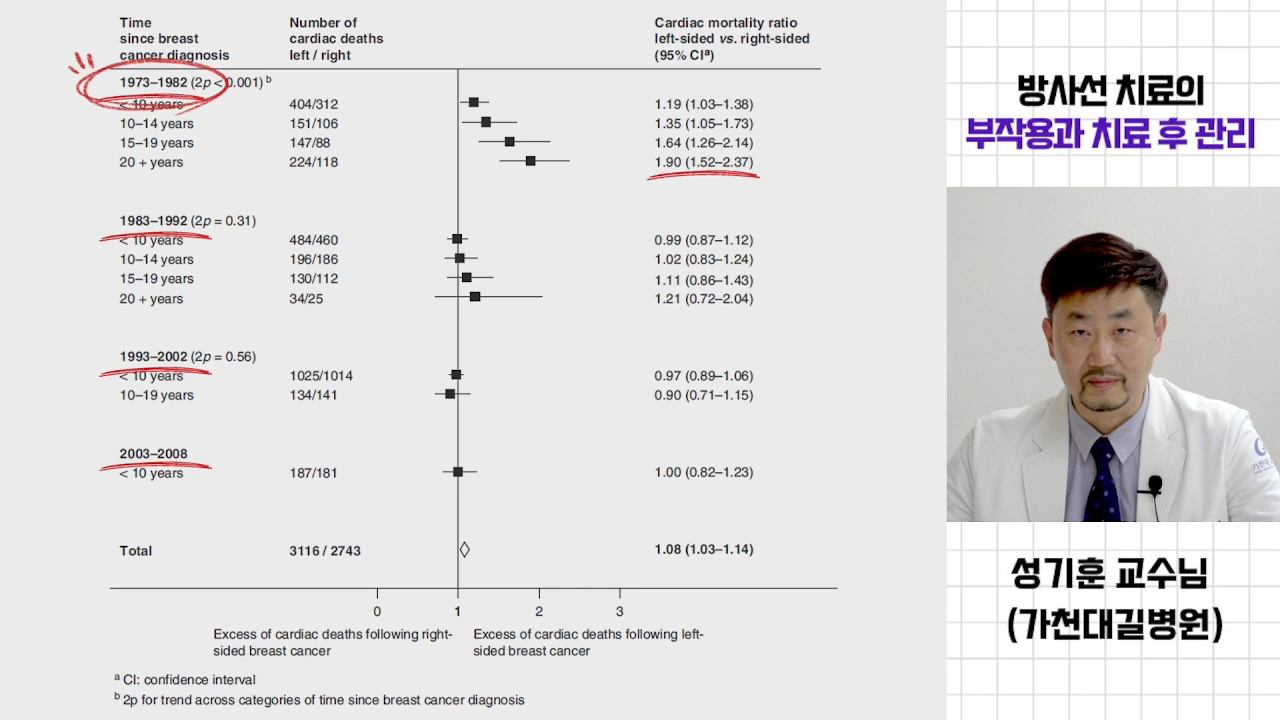 Time
since breast
cancer diagnosis
Number of
cardiac deaths
left / right
Cardiac mortality ratio
left-sided vs. right-sided
(95% CIᵃ)
1973–1982 (2p < 0.001) ᵇ
< 10 years 404/312 1.19 (1.03–1.38)
10–14 years 151/106 1.35 (1.05–1.73)
15–19 years 147/88 1.64 (1.26–2.14)
20 + years 224/118 1.90 (1.52–2.37)
1983–1992 (2p = 0.31)
< 10 years 484/460 0.99 (0.87–1.12)
10–14 years 196/186 1.02 (0.83–1.24)
15–19 years 130/112 1.11 (0.86–1.43)
20 + years 34/25 1.21 (0.72–2.04)
1993–2002 (2p = 0.56)
< 10 years 1025/1014 0.97 (0.89–1.06)
10–19 years 134/141 0.90 (0.71–1.15)
2003–2008
< 10 years 187/181 1.00 (0.82–1.23)
Total 3116 / 2743 1.08 (1.03–1.14)
0 1 2 3
Excess of cardiac deaths following right-
sided breast cancer
Excess of cardiac deaths following left-
sided breast cancer
ᵃ CI: confidence interval
ᵇ 2p for trend across categories of time since breast cancer diagnosis
방사선 치료의
부작용과 치료 후 관리
성기훈 교수님
(가천대길병원)